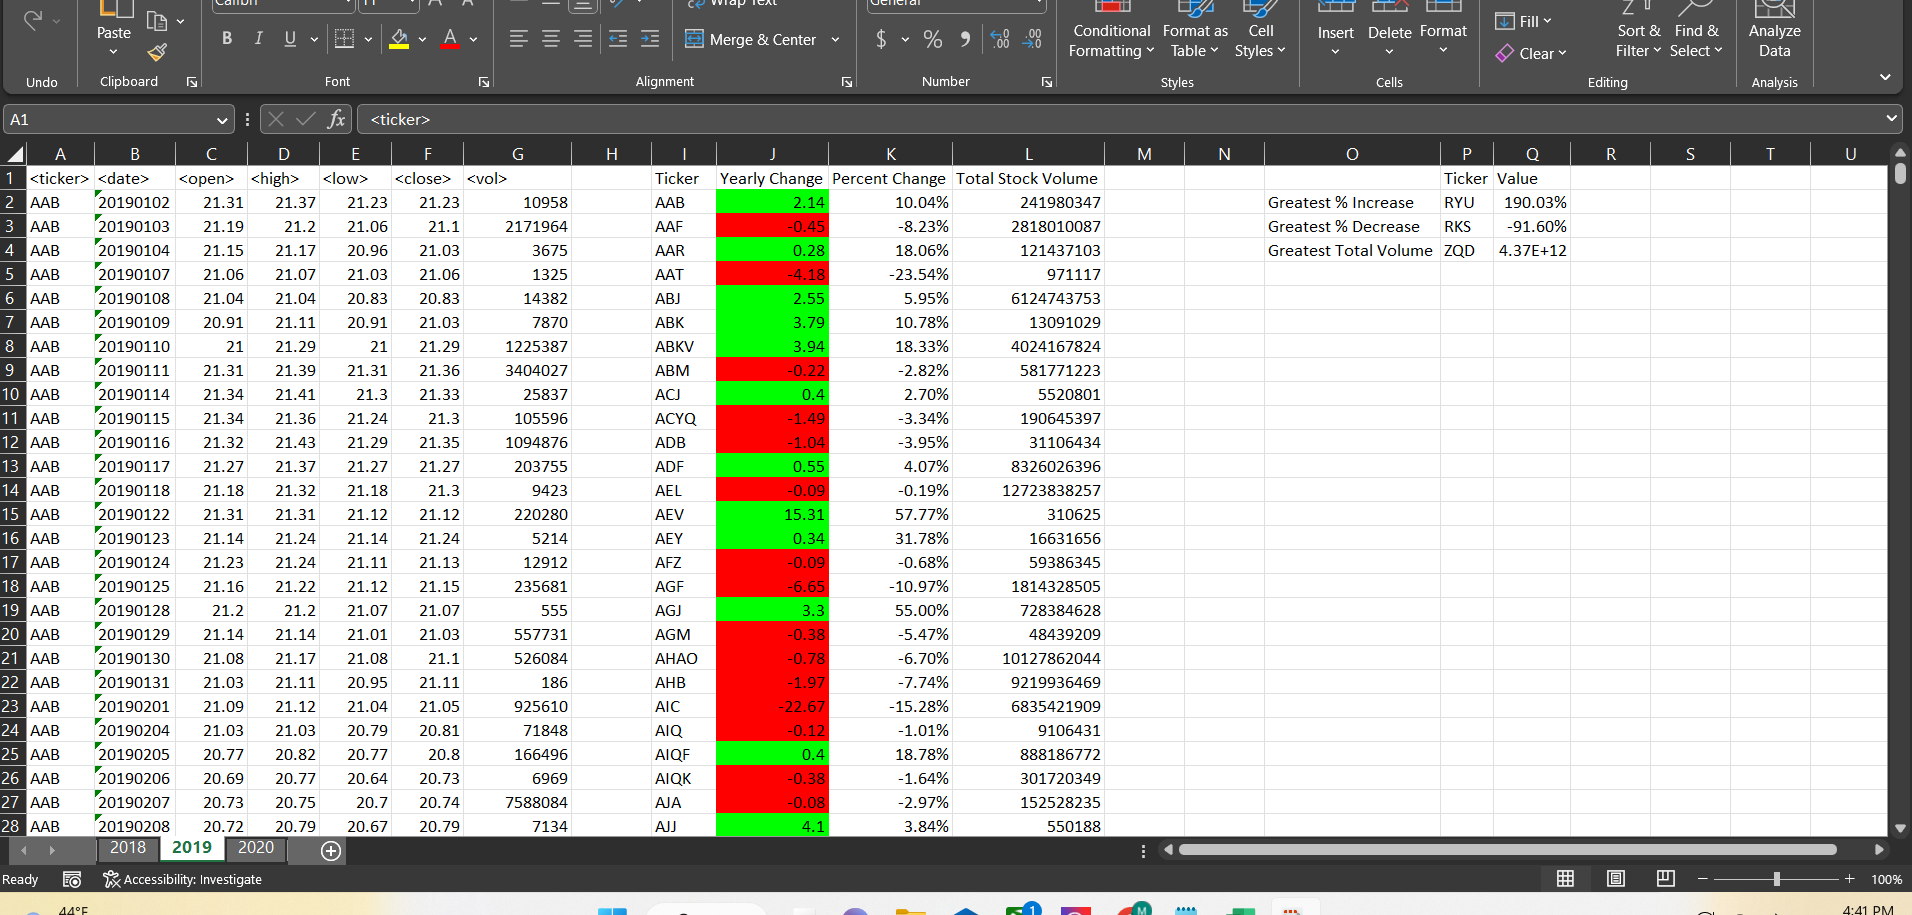 Calibri 11 Wrap Text General
Paste B I U Merge & Center $ % 9 .00 .00 Conditional Formatting Format as Table Cell Styles Insert Delete Format Fill Clear Sort & Filter Find & Select Analyze Data
Undo Clipboard Font Alignment Number Styles Cells Editing Analysis
A1 fx <ticker>
A B C D E F G H I J K L M N O P Q R S T U
1 <ticker> <date> <open> <high> <low> <close> <vol> Ticker Yearly Change Percent Change Total Stock Volume Ticker Value
2 AAB 20190102 21.31 21.37 21.23 21.23 10958 AAB 2.14 10.04% 241980347 Greatest % Increase RYU 190.03%
3 AAB 20190103 21.19 21.2 21.06 21.1 2171964 AAF -0.45 -8.23% 2818010087 Greatest % Decrease RKS -91.60%
4 AAB 20190104 21.15 21.17 20.96 21.03 3675 AAR 0.28 18.06% 121437103 Greatest Total Volume ZQD 4.37E+12
5 AAB 20190107 21.06 21.07 21.03 21.06 1325 AAT -4.18 -23.54% 971117
6 AAB 20190108 21.04 21.04 20.83 20.83 14382 ABJ 2.55 5.95% 6124743753
7 AAB 20190109 20.91 21.11 20.91 21.03 7870 ABK 3.79 10.78% 13091029
8 AAB 20190110 21 21.29 21 21.29 1225387 ABKV 3.94 18.33% 4024167824
9 AAB 20190111 21.31 21.39 21.31 21.36 3404027 ABM -0.22 -2.82% 581771223
10 AAB 20190114 21.34 21.41 21.3 21.33 25837 ACJ 0.4 2.70% 5520801
11 AAB 20190115 21.34 21.36 21.24 21.3 105596 ACYQ -1.49 -3.34% 190645397
12 AAB 20190116 21.32 21.43 21.29 21.35 1094876 ADB -1.04 -3.95% 31106434
13 AAB 20190117 21.27 21.37 21.27 21.27 203755 ADF 0.55 4.07% 8326026396
14 AAB 20190118 21.18 21.32 21.18 21.3 9423 AEL -0.09 -0.19% 12723838257
15 AAB 20190122 21.31 21.31 21.12 21.12 220280 AEV 15.31 57.77% 310625
16 AAB 20190123 21.14 21.24 21.14 21.24 5214 AEY 0.34 31.78% 16631656
17 AAB 20190124 21.23 21.24 21.11 21.13 12912 AFZ -0.09 -0.68% 59386345
18 AAB 20190125 21.16 21.22 21.12 21.15 235681 AGF -6.65 -10.97% 1814328505
19 AAB 20190128 21.2 21.2 21.07 21.07 555 AGJ 3.3 55.00% 728384628
20 AAB 20190129 21.14 21.14 21.01 21.03 557731 AGM -0.38 -5.47% 48439209
21 AAB 20190130 21.08 21.17 21.08 21.1 526084 AHAO -0.78 -6.70% 10127862044
22 AAB 20190131 21.03 21.11 20.95 21.11 186 AHB -1.97 -7.74% 9219936469
23 AAB 20190201 21.09 21.12 21.04 21.05 925610 AIC -22.67 -15.28% 6835421909
24 AAB 20190204 21.03 21.03 20.79 20.81 71848 AIQ -0.12 -1.01% 9106431
25 AAB 20190205 20.77 20.82 20.77 20.8 166496 AIQF 0.4 18.78% 888186772
26 AAB 20190206 20.69 20.77 20.64 20.73 6969 AIQK -0.38 -1.64% 301720349
27 AAB 20190207 20.73 20.75 20.7 20.74 7588084 AJA -0.08 -2.97% 152528235
28 AAB 20190208 20.72 20.79 20.67 20.79 7134 AJJ 4.1 3.84% 550188
2018 2019 2020
Ready Accessibility: Investigate 100%
44°F 1 M 4:41 PM